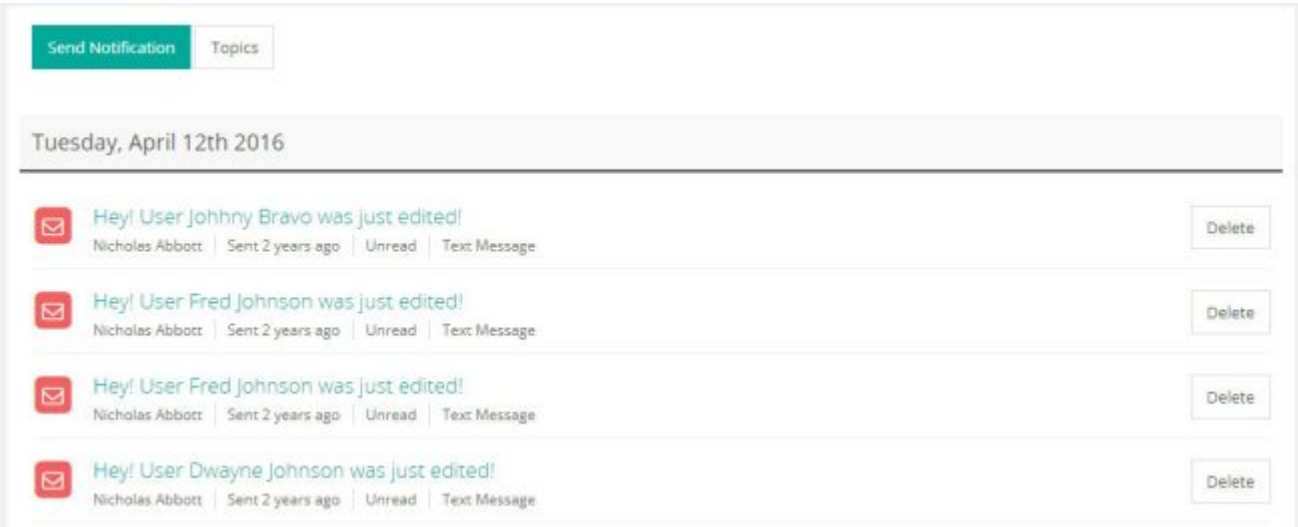 Send Notification Topics
Tuesday, April 12th 2016
Hey! User Johhny Bravo was just edited!
Nicholas Abbott Sent 2 years ago Unread Text Message
Delete
Hey! User Fred Johnson was just edited!
Nicholas Abbott Sent 2 years ago Unread Text Message
Delete
Hey! User Fred Johnson was just edited!
Nicholas Abbott Sent 2 years ago Unread Text Message
Delete
Hey! User Dwayne Johnson was just edited!
Nicholas Abbott Sent 2 years ago Unread Text Message
Delete